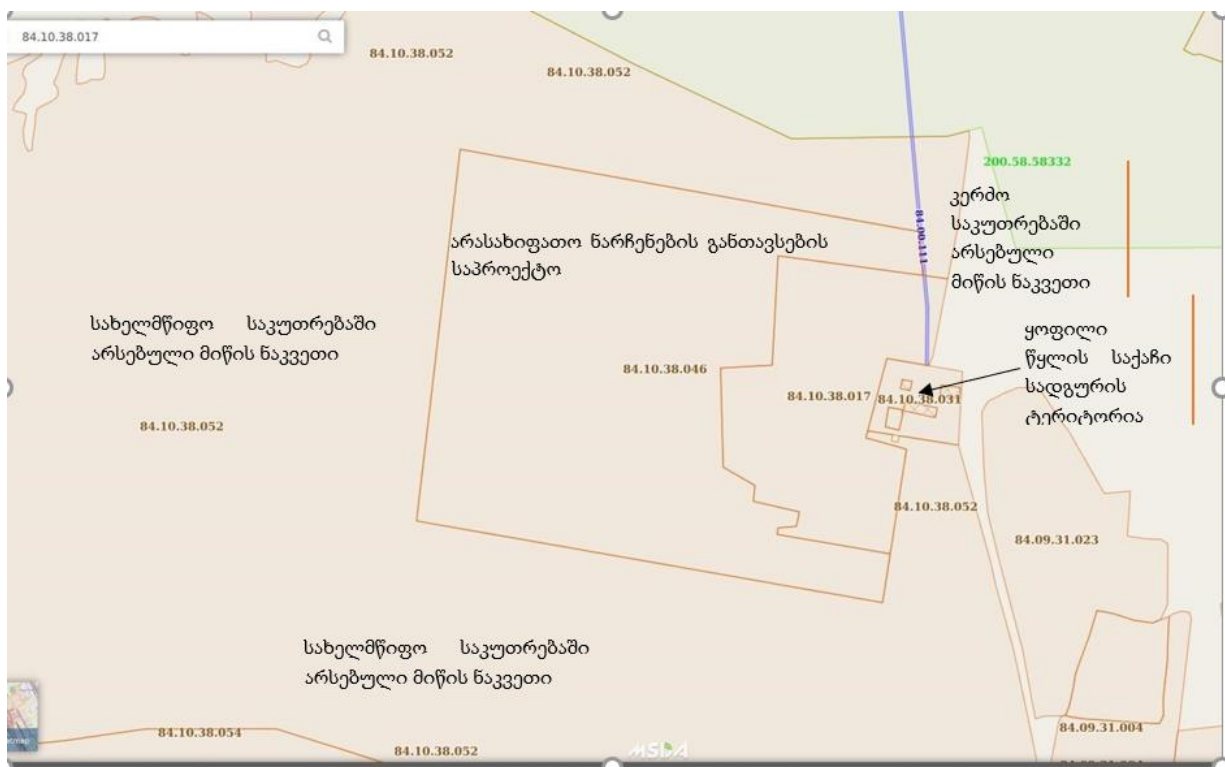 84.10.38.017
84.10.38.052
84.10.38.052
200.58.58332
კერძო
საკუთრებაში
არსებული
მიწის ნაკვეთი
84.00.111
არასახიფათო ნარჩენების განთავსების
საპროექტო
სახელმწიფო საკუთრებაში
არსებული მიწის ნაკვეთი
ყოფილი
წყლის საქაჩი
სადგურის
ტერიტორია
84.10.38.046
84.10.38.017
84.10.38.031
84.10.38.052
84.10.38.052
84.09.31.023
სახელმწიფო საკუთრებაში
არსებული მიწის ნაკვეთი
84.10.38.054
84.10.38.052
84.09.31.004